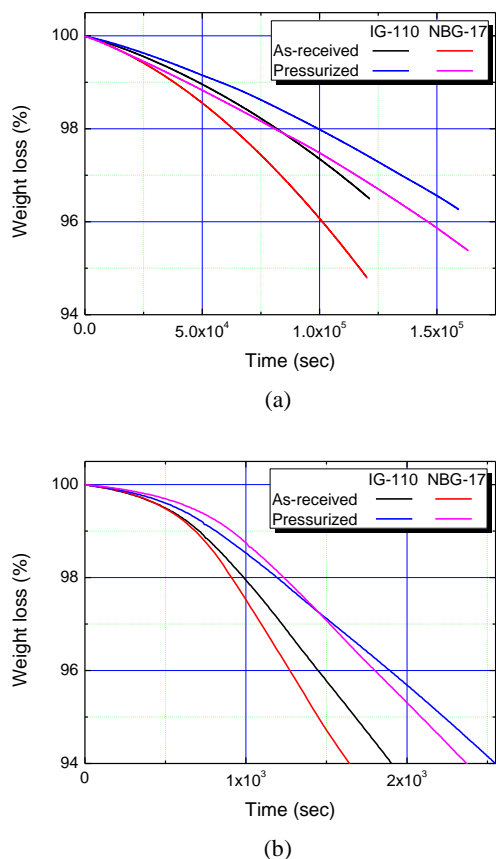 100
98
96
94
Weight loss (%)
IG-110 NBG-17
As-received
Pressurized
0.0 5.0x10⁴ 1.0x10⁵ 1.5x10⁵
Time (sec)
(a)
100
98
96
94
Weight loss (%)
IG-110 NBG-17
As-received
Pressurized
0 1x10³ 2x10³
Time (sec)
(b)